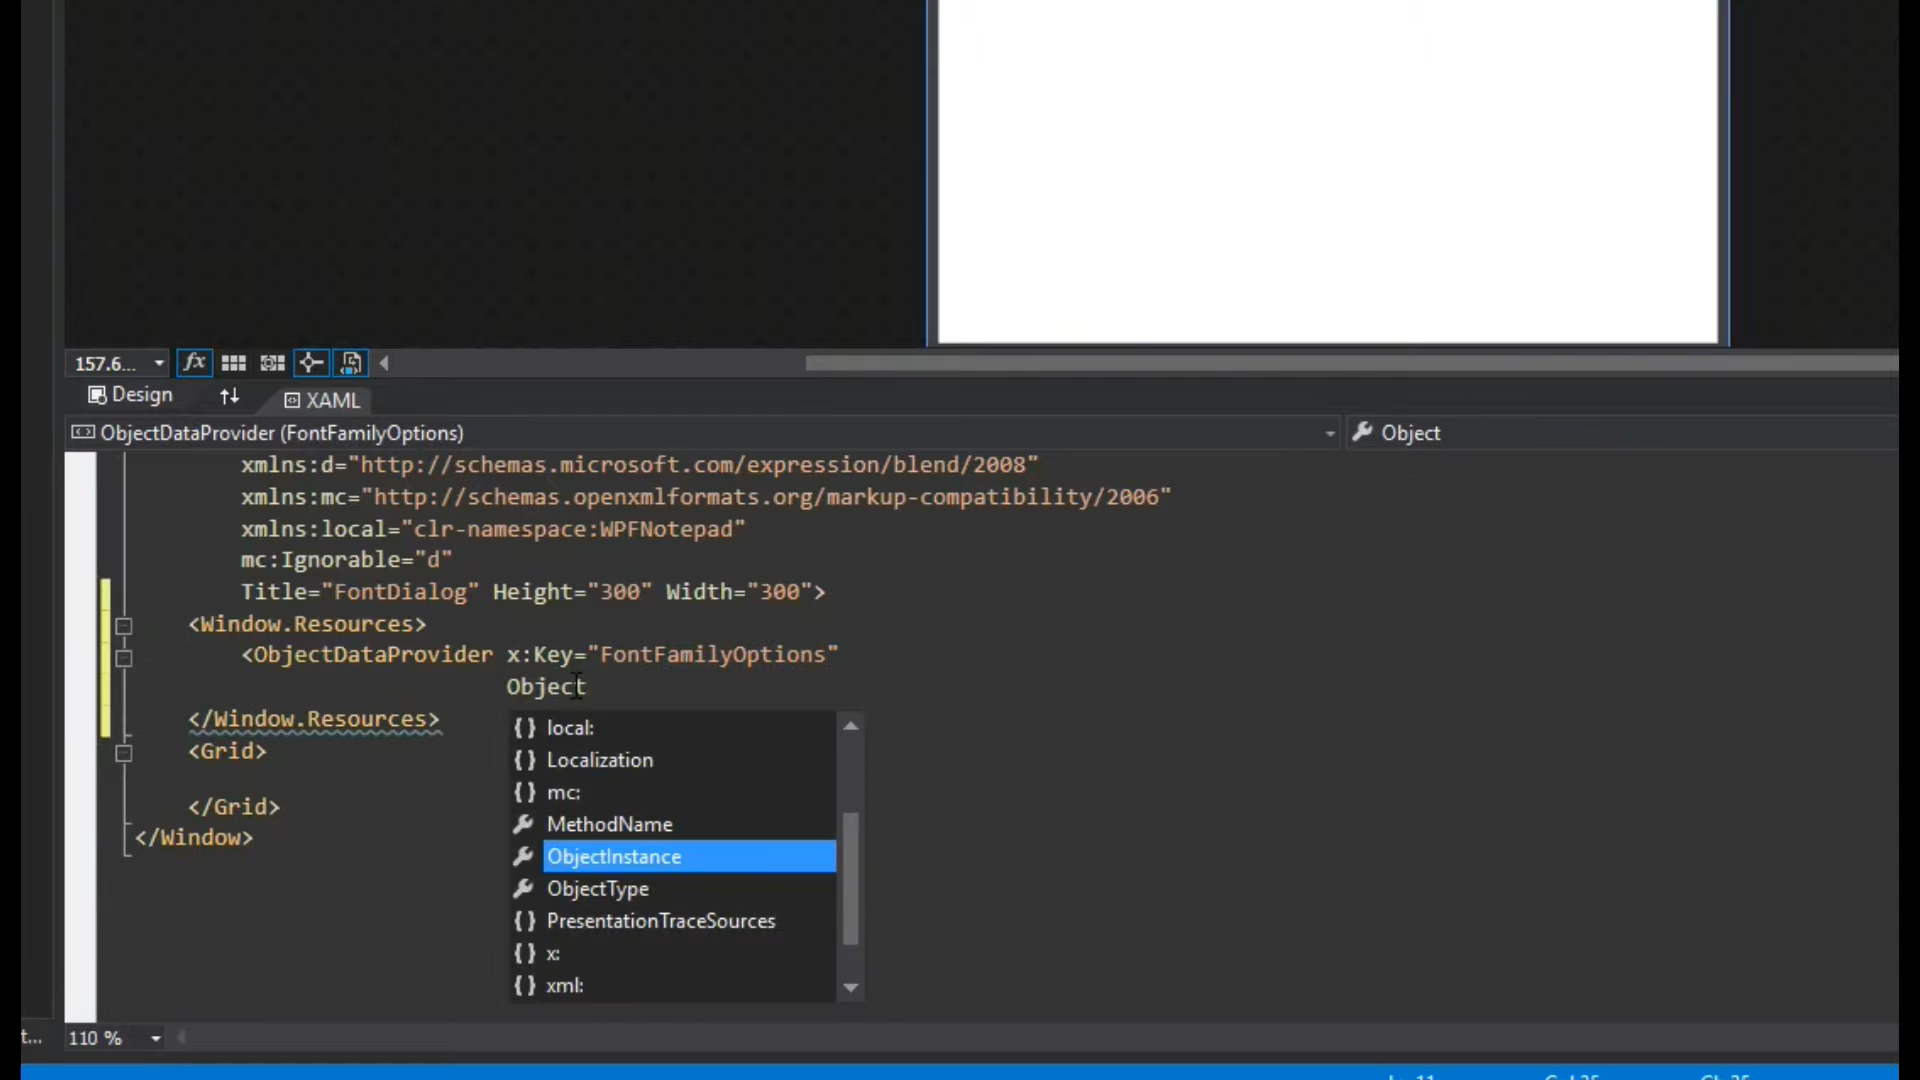 157.6...
fx
Design
XAML
ObjectDataProvider (FontFamilyOptions)
Object
xmlns:d="http://schemas.microsoft.com/expression/blend/2008"
xmlns:mc="http://schemas.openxmlformats.org/markup-compatibility/2006"
xmlns:local="clr-namespace:WPFNotepad"
mc:Ignorable="d"
Title="FontDialog" Height="300" Width="300">
<Window.Resources>
<ObjectDataProvider x:Key="FontFamilyOptions"
Object
</Window.Resources>
<Grid>
</Grid>
</Window>
{} local:
{} Localization
{} mc:
MethodName
ObjectInstance
ObjectType
{} PresentationTraceSources
{} x:
{} xml:
t...
110 %